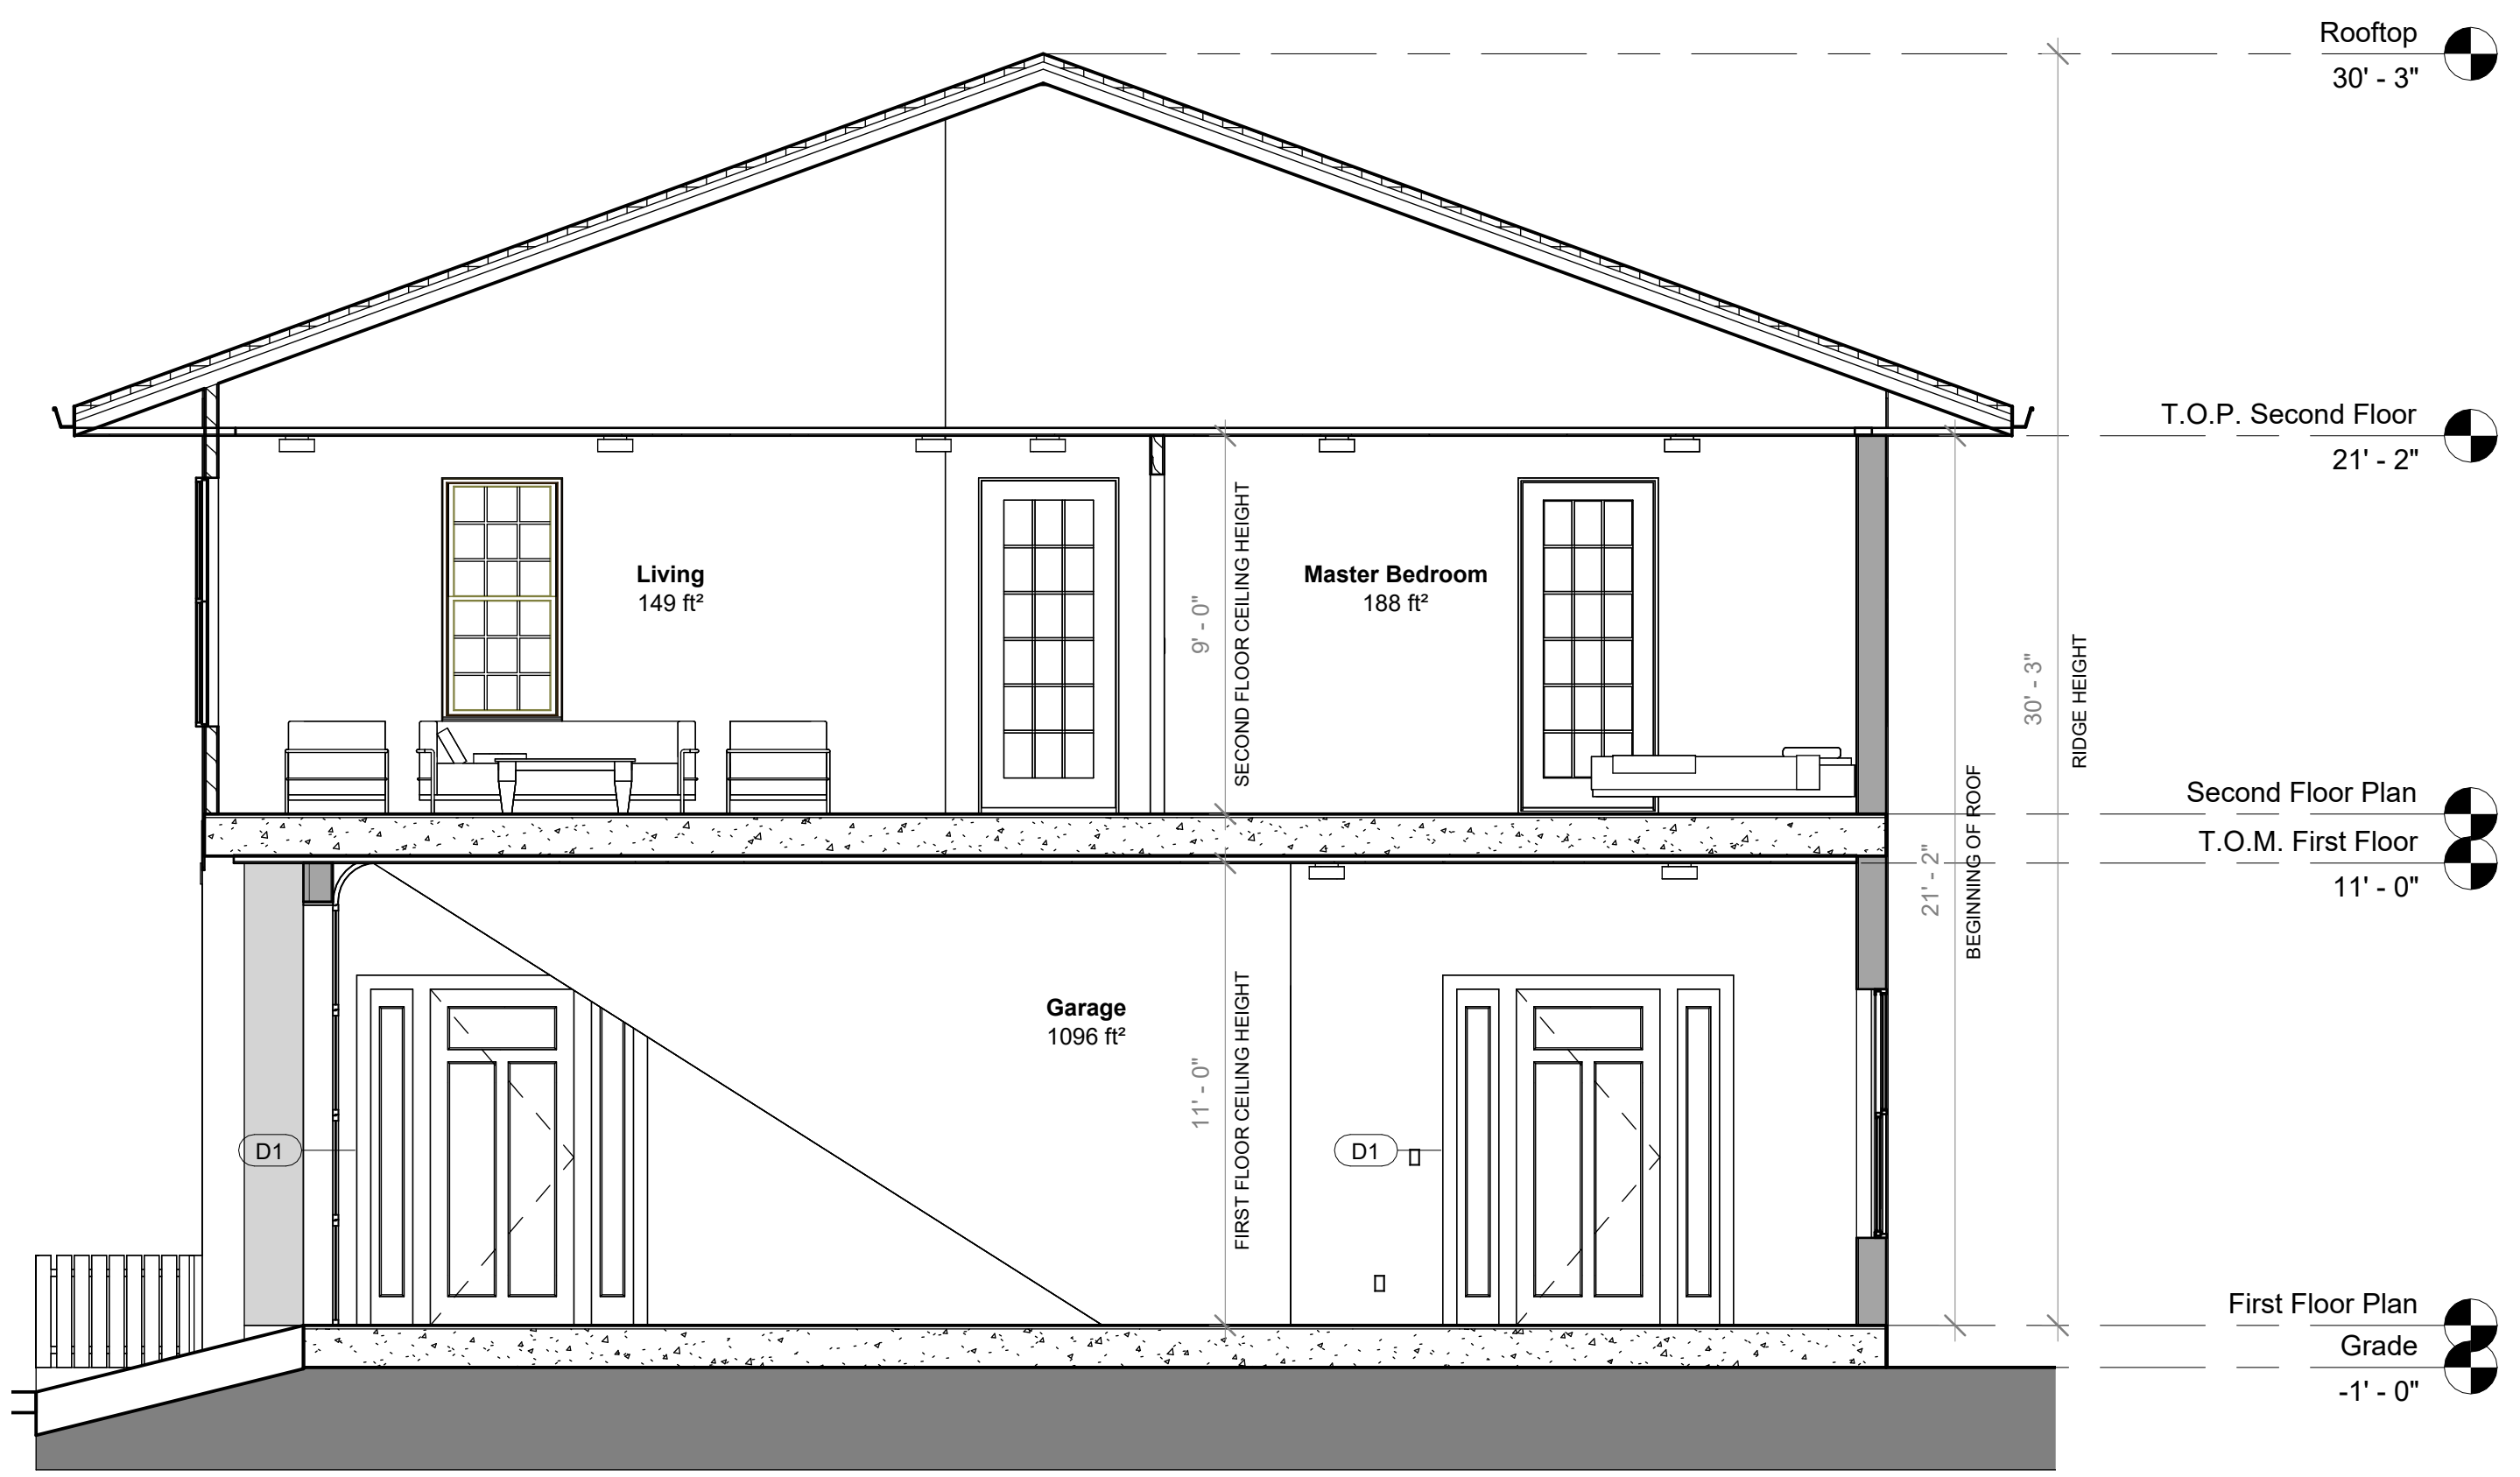 Rooftop
30' - 3"
T.O.P. Second Floor
21' - 2"
Living
149 ft²
Master Bedroom
188 ft²
9' - 0"
SECOND FLOOR CEILING HEIGHT
30' - 3"
RIDGE HEIGHT
Second Floor Plan
T.O.M. First Floor
11' - 0"
21' - 2"
BEGINNING OF ROOF
Garage
1096 ft²
11' - 0"
FIRST FLOOR CEILING HEIGHT
D1
D1
First Floor Plan
Grade
-1' - 0"